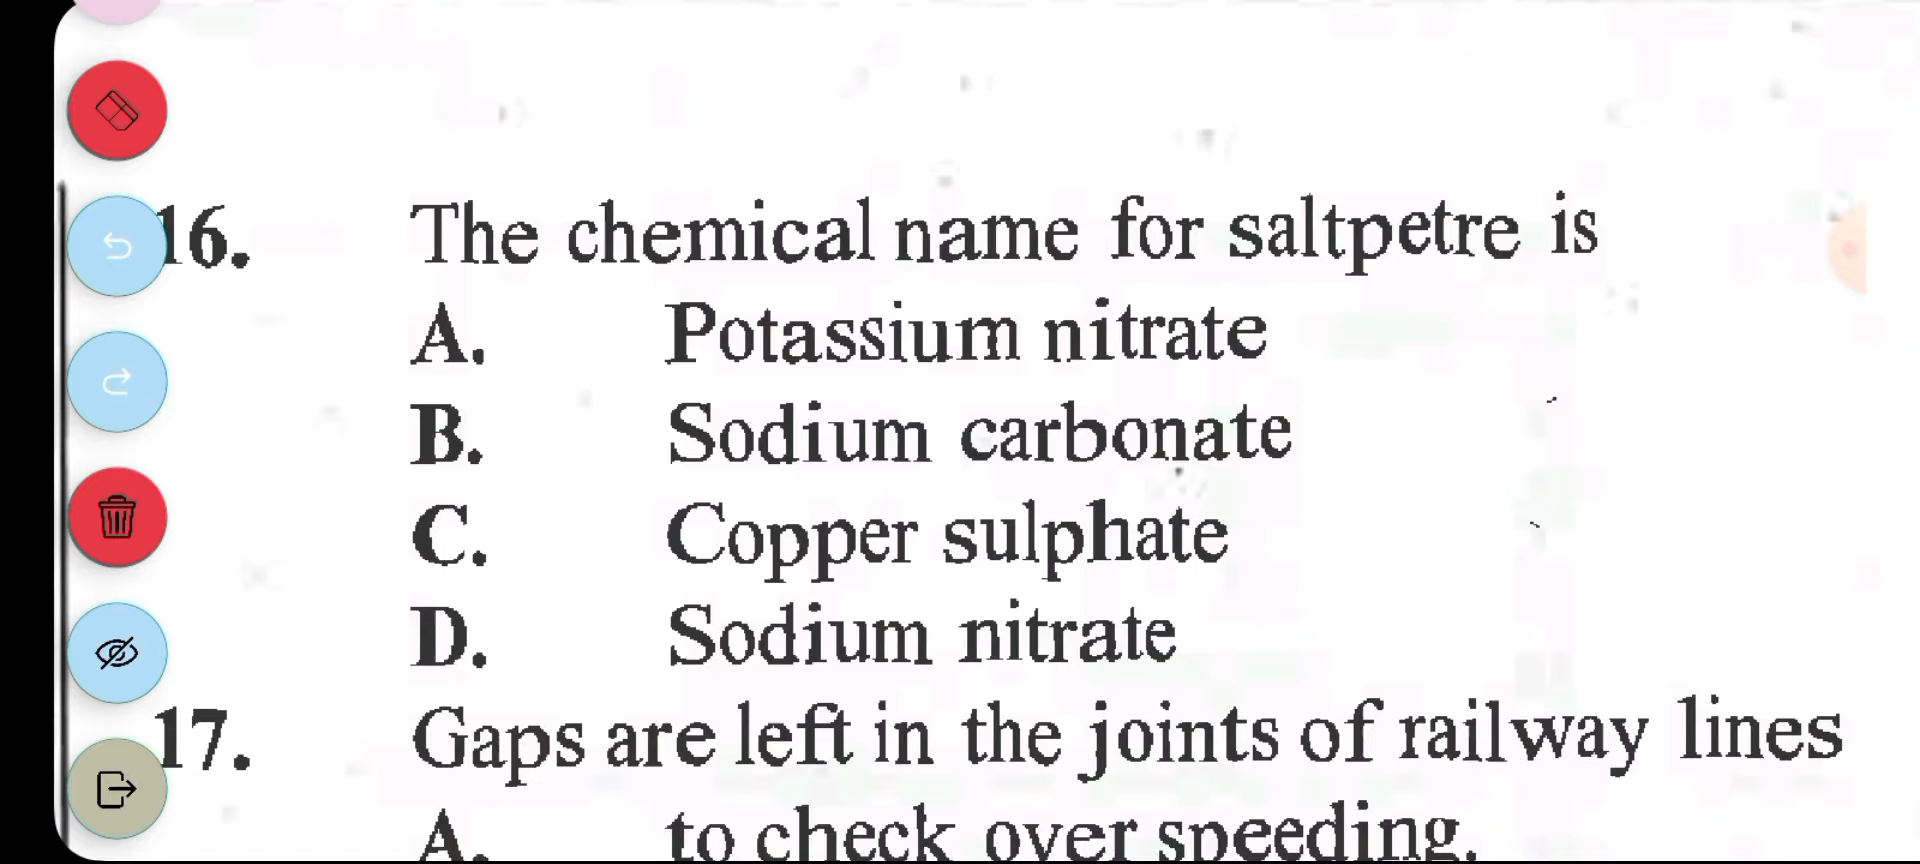 16. The chemical name for saltpetre is
A. Potassium nitrate
B. Sodium carbonate
C. Copper sulphate
D. Sodium nitrate
17. Gaps are left in the joints of railway lines
A. to check over speeding.